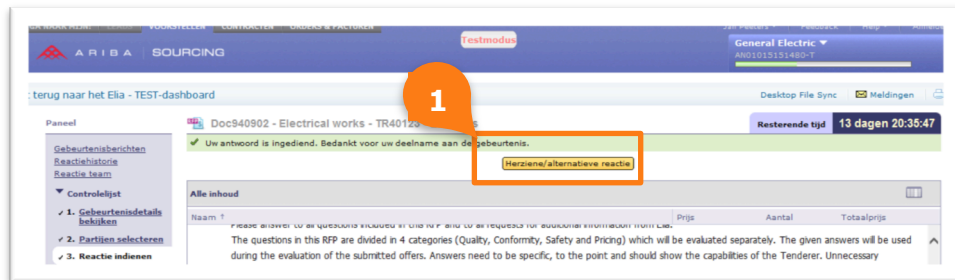 VOORSTELLEN CONTRACTEN ORDERS & FACTUREN
Jan Peeters Feedback Help
ARIBA SOURCING
Testmodus
General Electric ▼
AN01015151480-T
terug naar het Elia - TEST-dashboard
Desktop File Sync Meldingen
1
Paneel
Doc940902 - Electrical works - TR40123
Resterende tijd 13 dagen 20:35:47
✔ Uw antwoord is ingediend. Bedankt voor uw deelname aan de gebeurtenis.
Gebeurtenisberichten
Reactiehistorie
Reactie team
Herziene/alternatieve reactie
▼ Controlelijst
Alle inhoud
✓ 1. Gebeurtenisdetails
bekijken
Naam ↑ Prijs Aantal Totaalprijs
Please answer to all questions included in this RFP and to all requests for additional information from Elia.
✓ 2. Partijen selecteren
The questions in this RFP are divided in 4 categories (Quality, Conformity, Safety and Pricing) which will be evaluated separately. The given answers will be used
✓ 3. Reactie indienen
during the evaluation of the submitted offers. Answers need to be specific, to the point and should show the capabilities of the Tenderer. Unnecessary